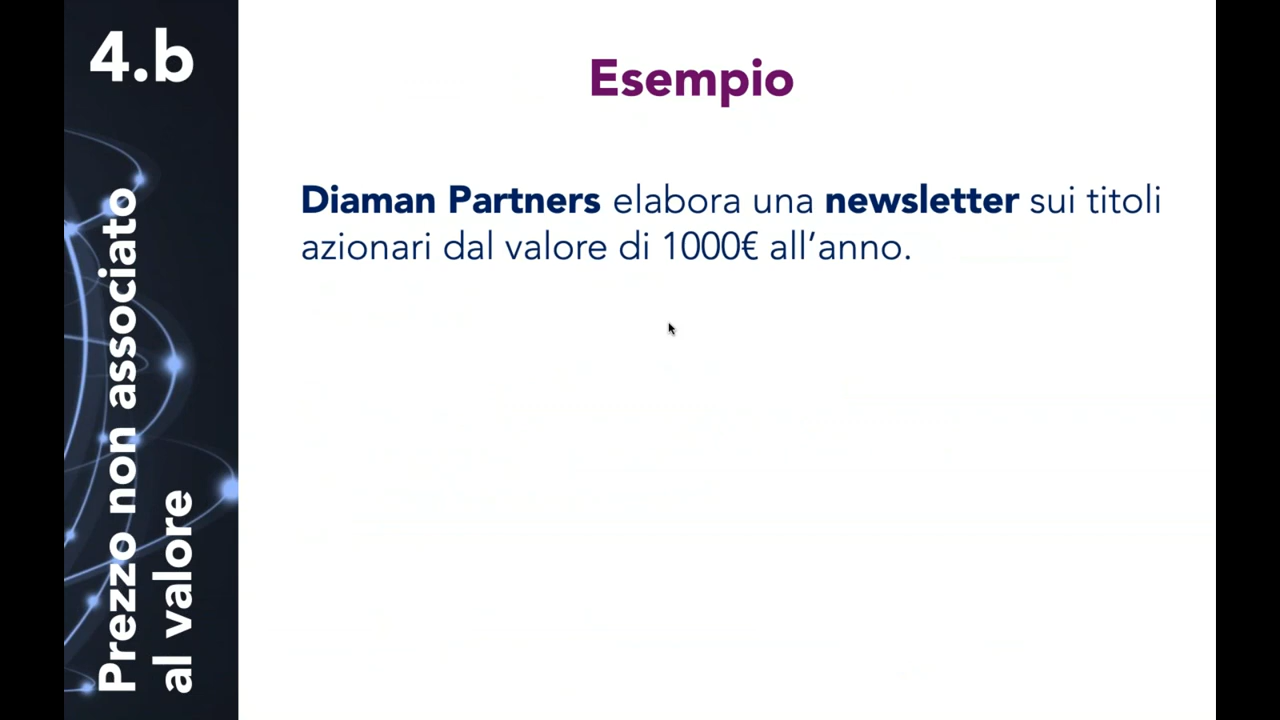 4.b
Prezzo non associato
al valore
Esempio
Diaman Partners elabora una newsletter sui titoli
azionari dal valore di 1000€ all’anno.